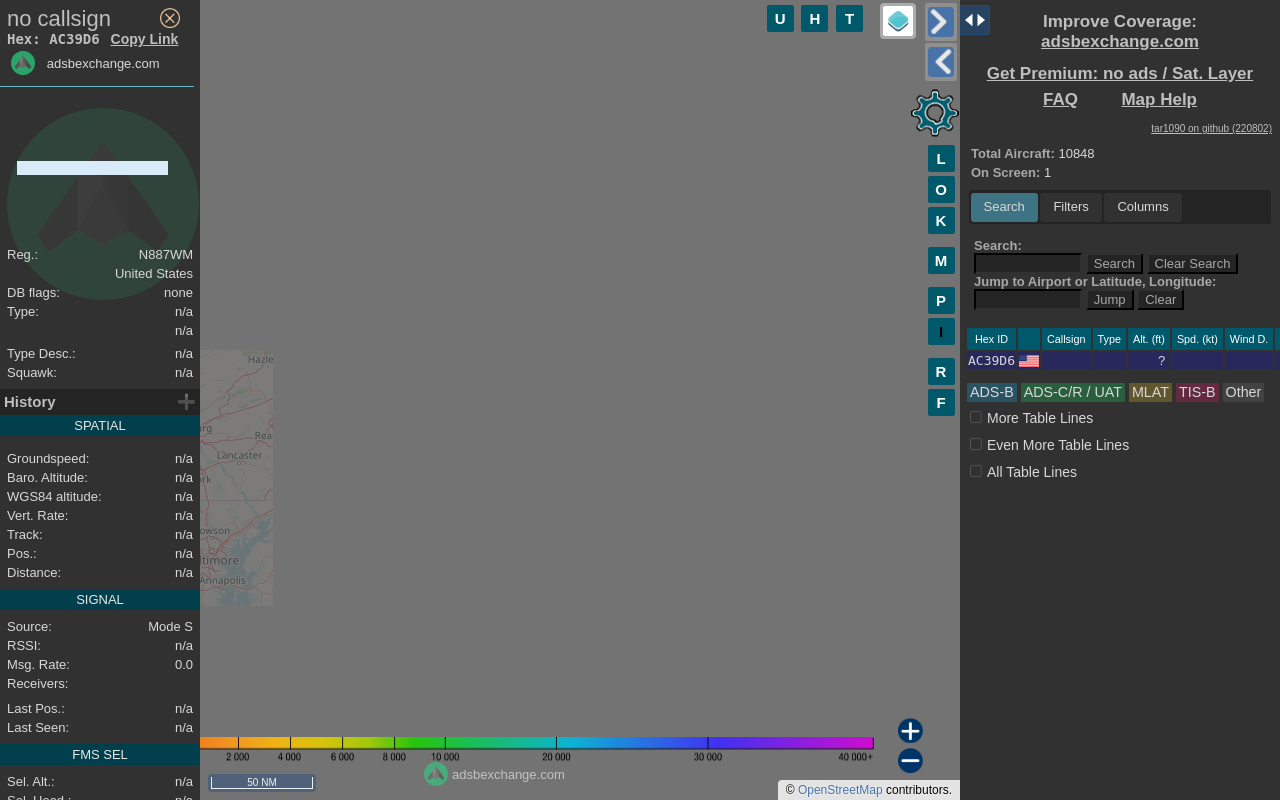 no callsign
Hex: AC39D6 Copy Link
adsbexchange.com
Reg.: N887WM
United States
DB flags: none
Type: n/a
n/a
Type Desc.: n/a
Squawk: n/a
History
SPATIAL
Groundspeed: n/a
Baro. Altitude: n/a
WGS84 altitude: n/a
Vert. Rate: n/a
Track: n/a
Pos.: n/a
Distance: n/a
SIGNAL
Source: Mode S
RSSI: n/a
Msg. Rate: 0.0
Receivers:
Last Pos.: n/a
Last Seen: n/a
FMS SEL
Sel. Alt.: n/a
Sel. Head.: n/a
U H T
L
O
K
M
P
I
R
F
Hazle
rg
Rea
Lancaster
rk
owson
ltimore
Annapolis
2 000 4 000 6 000 8 000 10 000 20 000 30 000 40 000+
adsbexchange.com
50 NM
© OpenStreetMap contributors.
Improve Coverage:
adsbexchange.com
Get Premium: no ads / Sat. Layer
FAQ Map Help
tar1090 on github (220802)
Total Aircraft: 10848
On Screen: 1
Search Filters Columns
Search:
Search Clear Search
Jump to Airport or Latitude, Longitude:
Jump Clear
Hex ID Callsign Type Alt. (ft) Spd. (kt) Wind D.
AC39D6 ?
ADS-B ADS-C/R / UAT MLAT TIS-B Other
More Table Lines
Even More Table Lines
All Table Lines